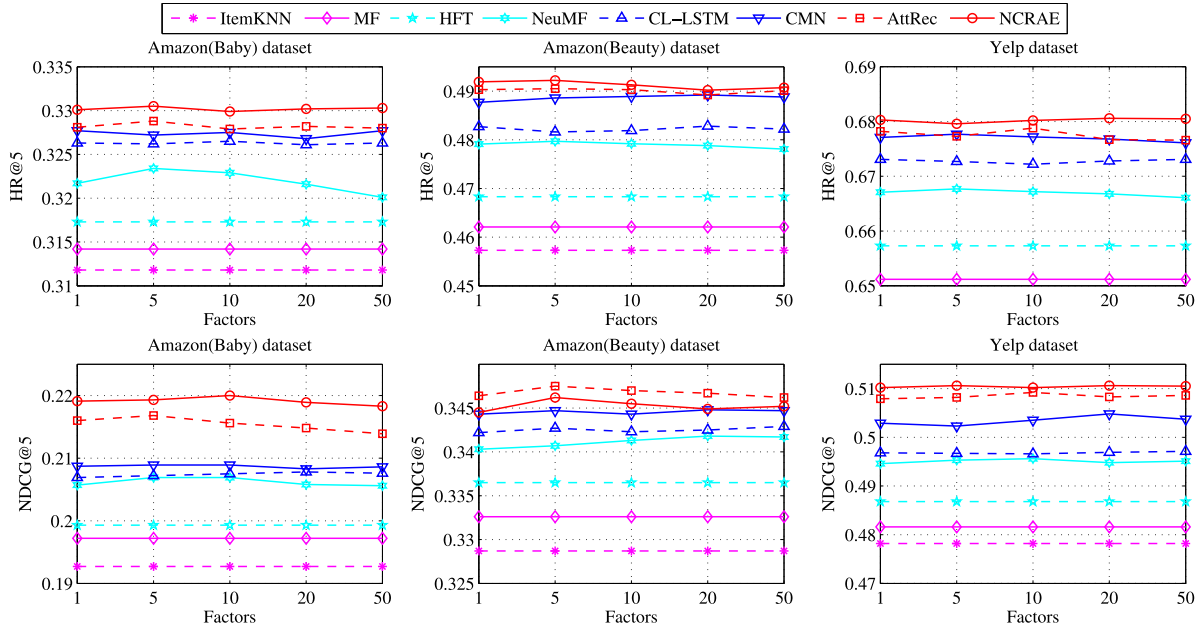 ItemKNN MF HFT NeuMF CL−LSTM CMN AttRec NCRAE
Amazon(Baby) dataset
0.335
0.33
0.325
0.32
0.315
0.31
HR@5
1 5 10 20 50
Factors
Amazon(Beauty) dataset
0.49
0.48
0.47
0.46
0.45
HR@5
1 5 10 20 50
Factors
Yelp dataset
0.69
0.68
0.67
0.66
0.65
HR@5
1 5 10 20 50
Factors
Amazon(Baby) dataset
0.22
0.21
0.2
0.19
NDCG@5
1 5 10 20 50
Factors
Amazon(Beauty) dataset
0.345
0.335
0.325
NDCG@5
1 5 10 20 50
Factors
Yelp dataset
0.51
0.5
0.49
0.48
0.47
NDCG@5
1 5 10 20 50
Factors